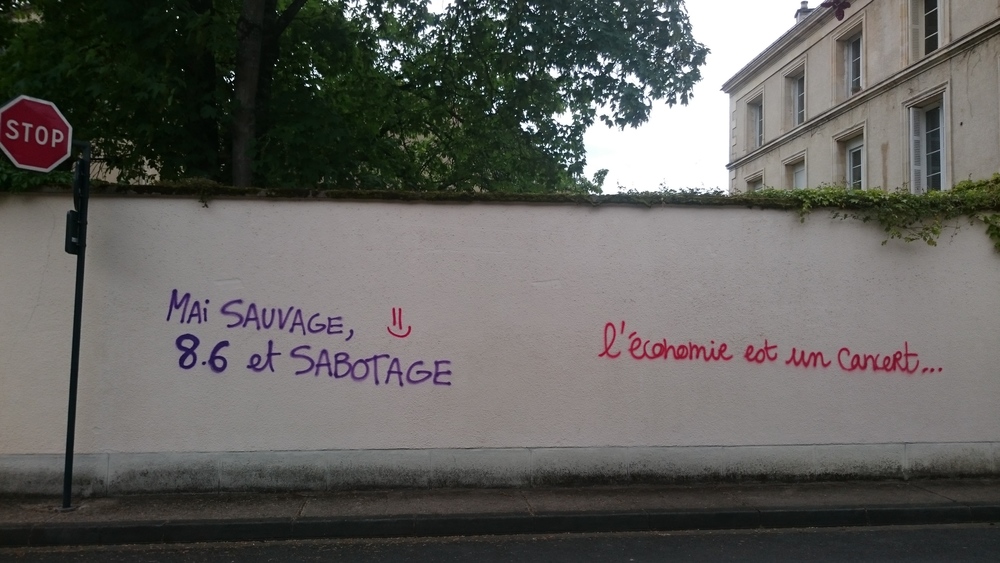 STOP
MAi SAUVAGE,
8.6 et SABOTAGE
l'économie est un cancert...